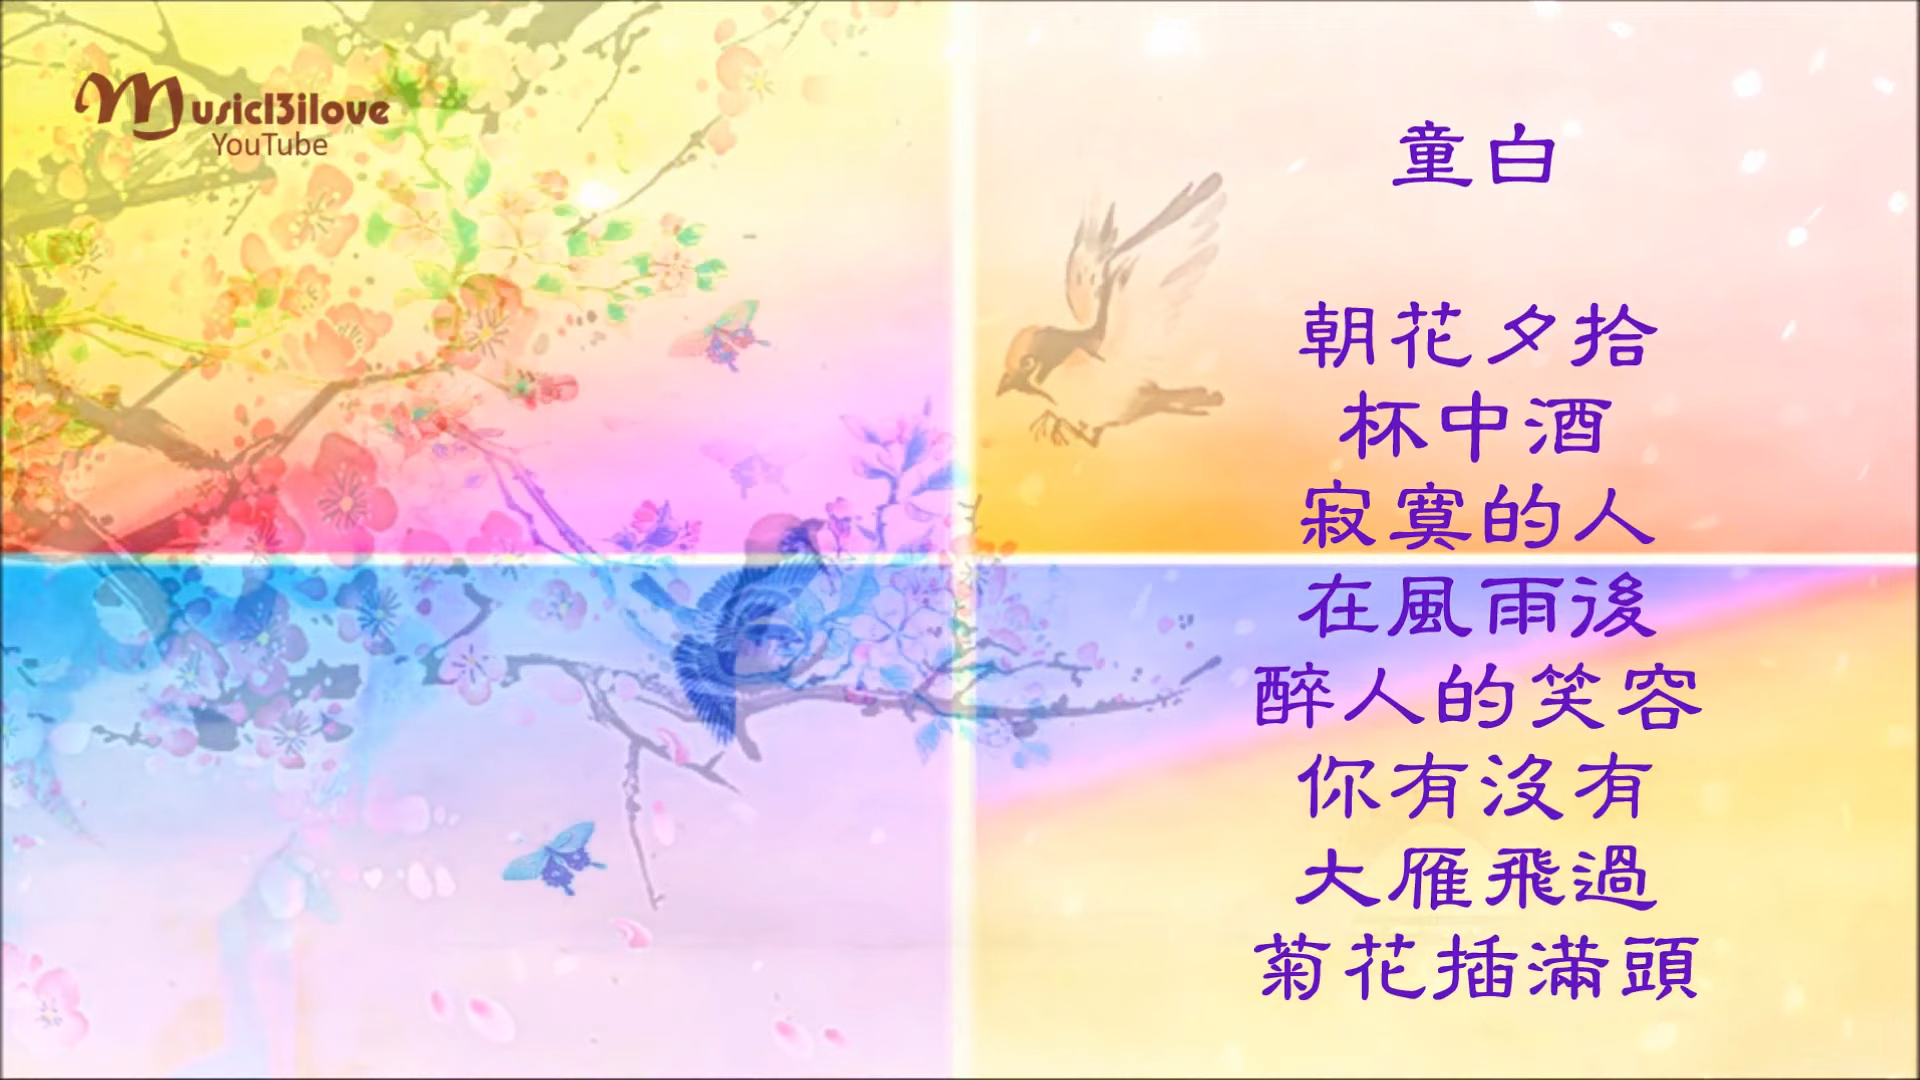 Musicl3ilove
YouTube
童白
朝花夕拾
杯中酒
寂寞的人
在風雨後
醉人的笑容
你有沒有
大雁飛過
菊花插滿頭